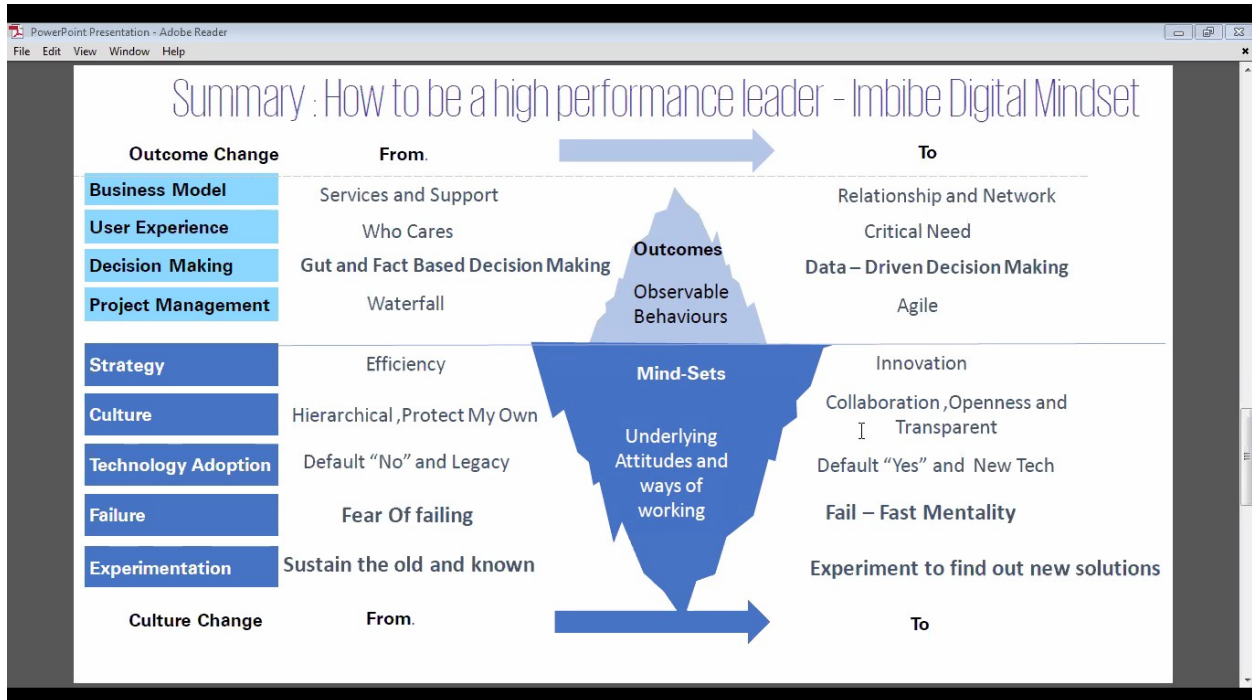 PowerPoint Presentation - Adobe Reader
File Edit View Window Help
Summary : How to be a high performance leader – Imbibe Digital Mindset
Outcome Change From. To
Business Model Services and Support Relationship and Network
User Experience Who Cares Critical Need
Outcomes
Decision Making Gut and Fact Based Decision Making Data – Driven Decision Making
Observable
Behaviours
Project Management Waterfall Agile
Strategy Efficiency Innovation
Mind-Sets
Culture Hierarchical ,Protect My Own Collaboration ,Openness and
Transparent
Underlying
Attitudes and
ways of
working
Technology Adoption Default “No” and Legacy Default “Yes” and New Tech
Failure Fear Of failing Fail – Fast Mentality
Experimentation Sustain the old and known Experiment to find out new solutions
Culture Change From. To